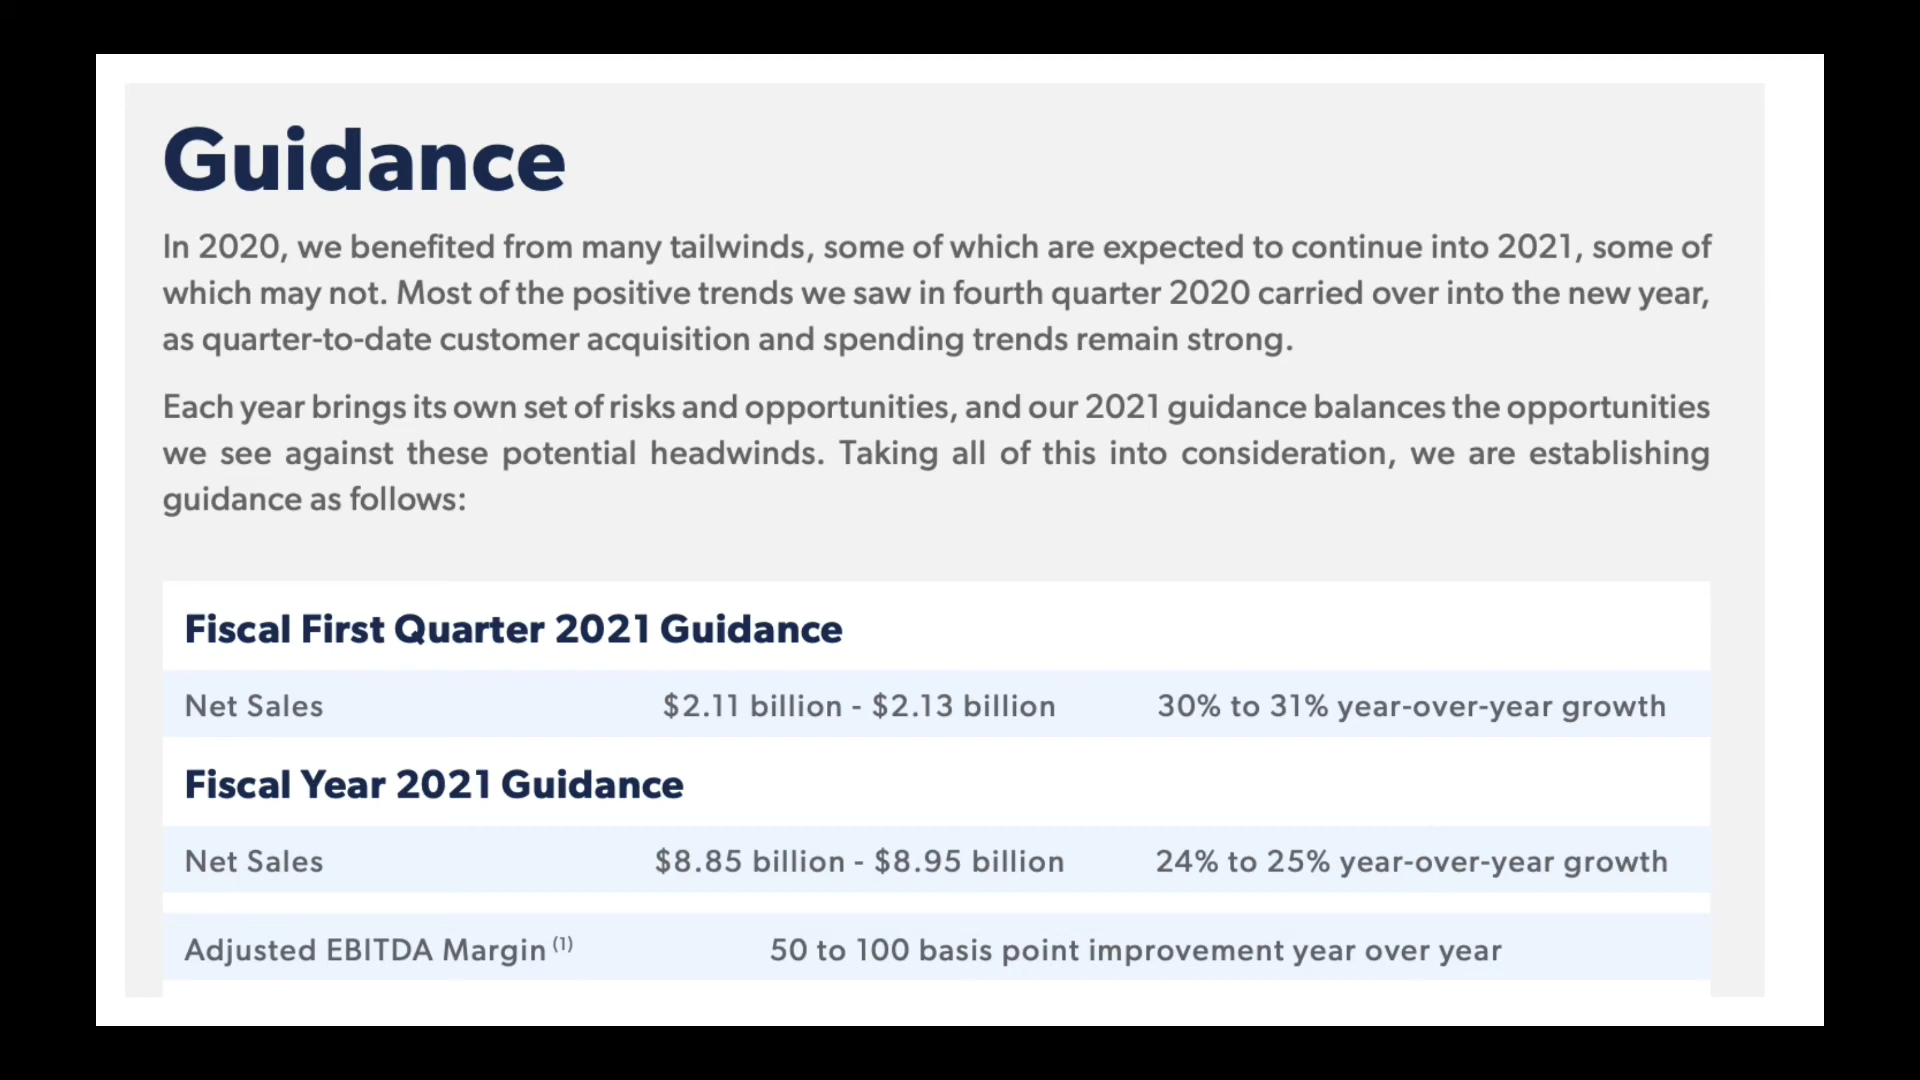 Guidance
In 2020, we benefited from many tailwinds, some of which are expected to continue into 2021, some of
which may not. Most of the positive trends we saw in fourth quarter 2020 carried over into the new year,
as quarter-to-date customer acquisition and spending trends remain strong.
Each year brings its own set of risks and opportunities, and our 2021 guidance balances the opportunities
we see against these potential headwinds. Taking all of this into consideration, we are establishing
guidance as follows:
Fiscal First Quarter 2021 Guidance
Net Sales $2.11 billion - $2.13 billion 30% to 31% year-over-year growth
Fiscal Year 2021 Guidance
Net Sales $8.85 billion - $8.95 billion 24% to 25% year-over-year growth
Adjusted EBITDA Margin (1) 50 to 100 basis point improvement year over year